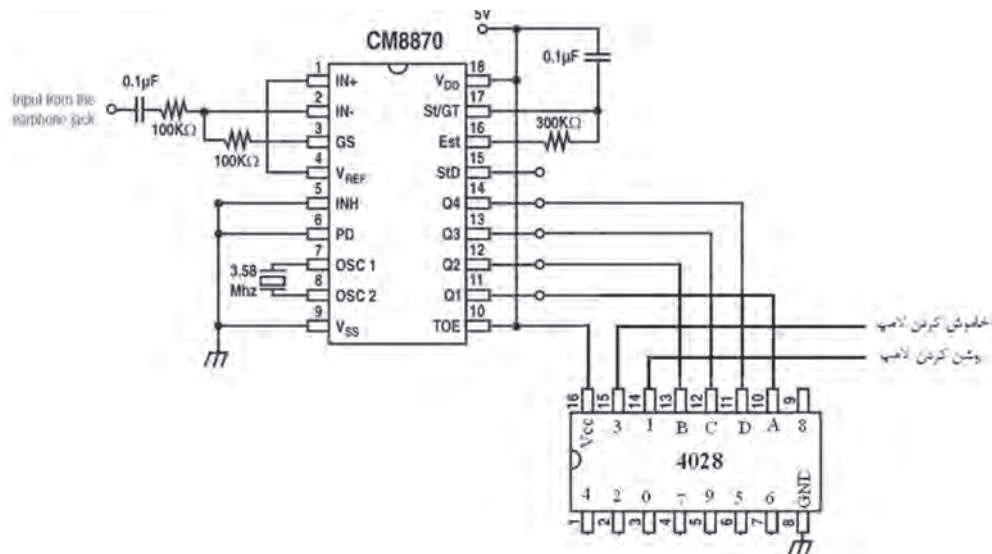 5V
CM8870
0.1µF
Input from the
earphone jack
100KΩ
100KΩ
0.1µF
300KΩ
1 IN+
2 IN-
3 GS
4 VREF
5 INH
6 PD
7 OSC 1
8 OSC 2
9 VSS
18 VDD
17 St/GT
16 Est
15 StD
14 Q4
13 Q3
12 Q2
11 Q1
10 TOE
3.58
Mhz
خاموش کردن لامپ
روشن کردن لامپ
16 15 14 13 12 11 10 9
Vcc 3 1 B C D A 8
4028
4 2 0 7 9 5 6 GND
1 2 3 4 5 6 7 8